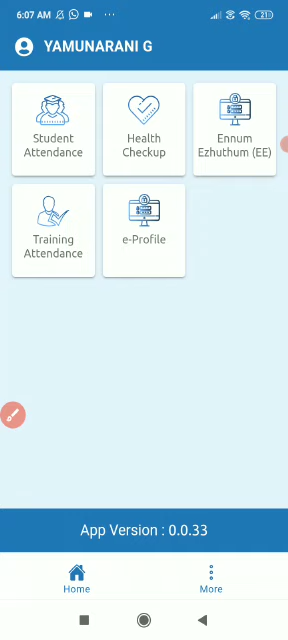 6:07 AM
21
YAMUNARANI G
Student
Attendance
Health
Checkup
Ennum
Ezhuthum (EE)
Training
Attendance
e-Profile
App Version : 0.0.33
Home
More